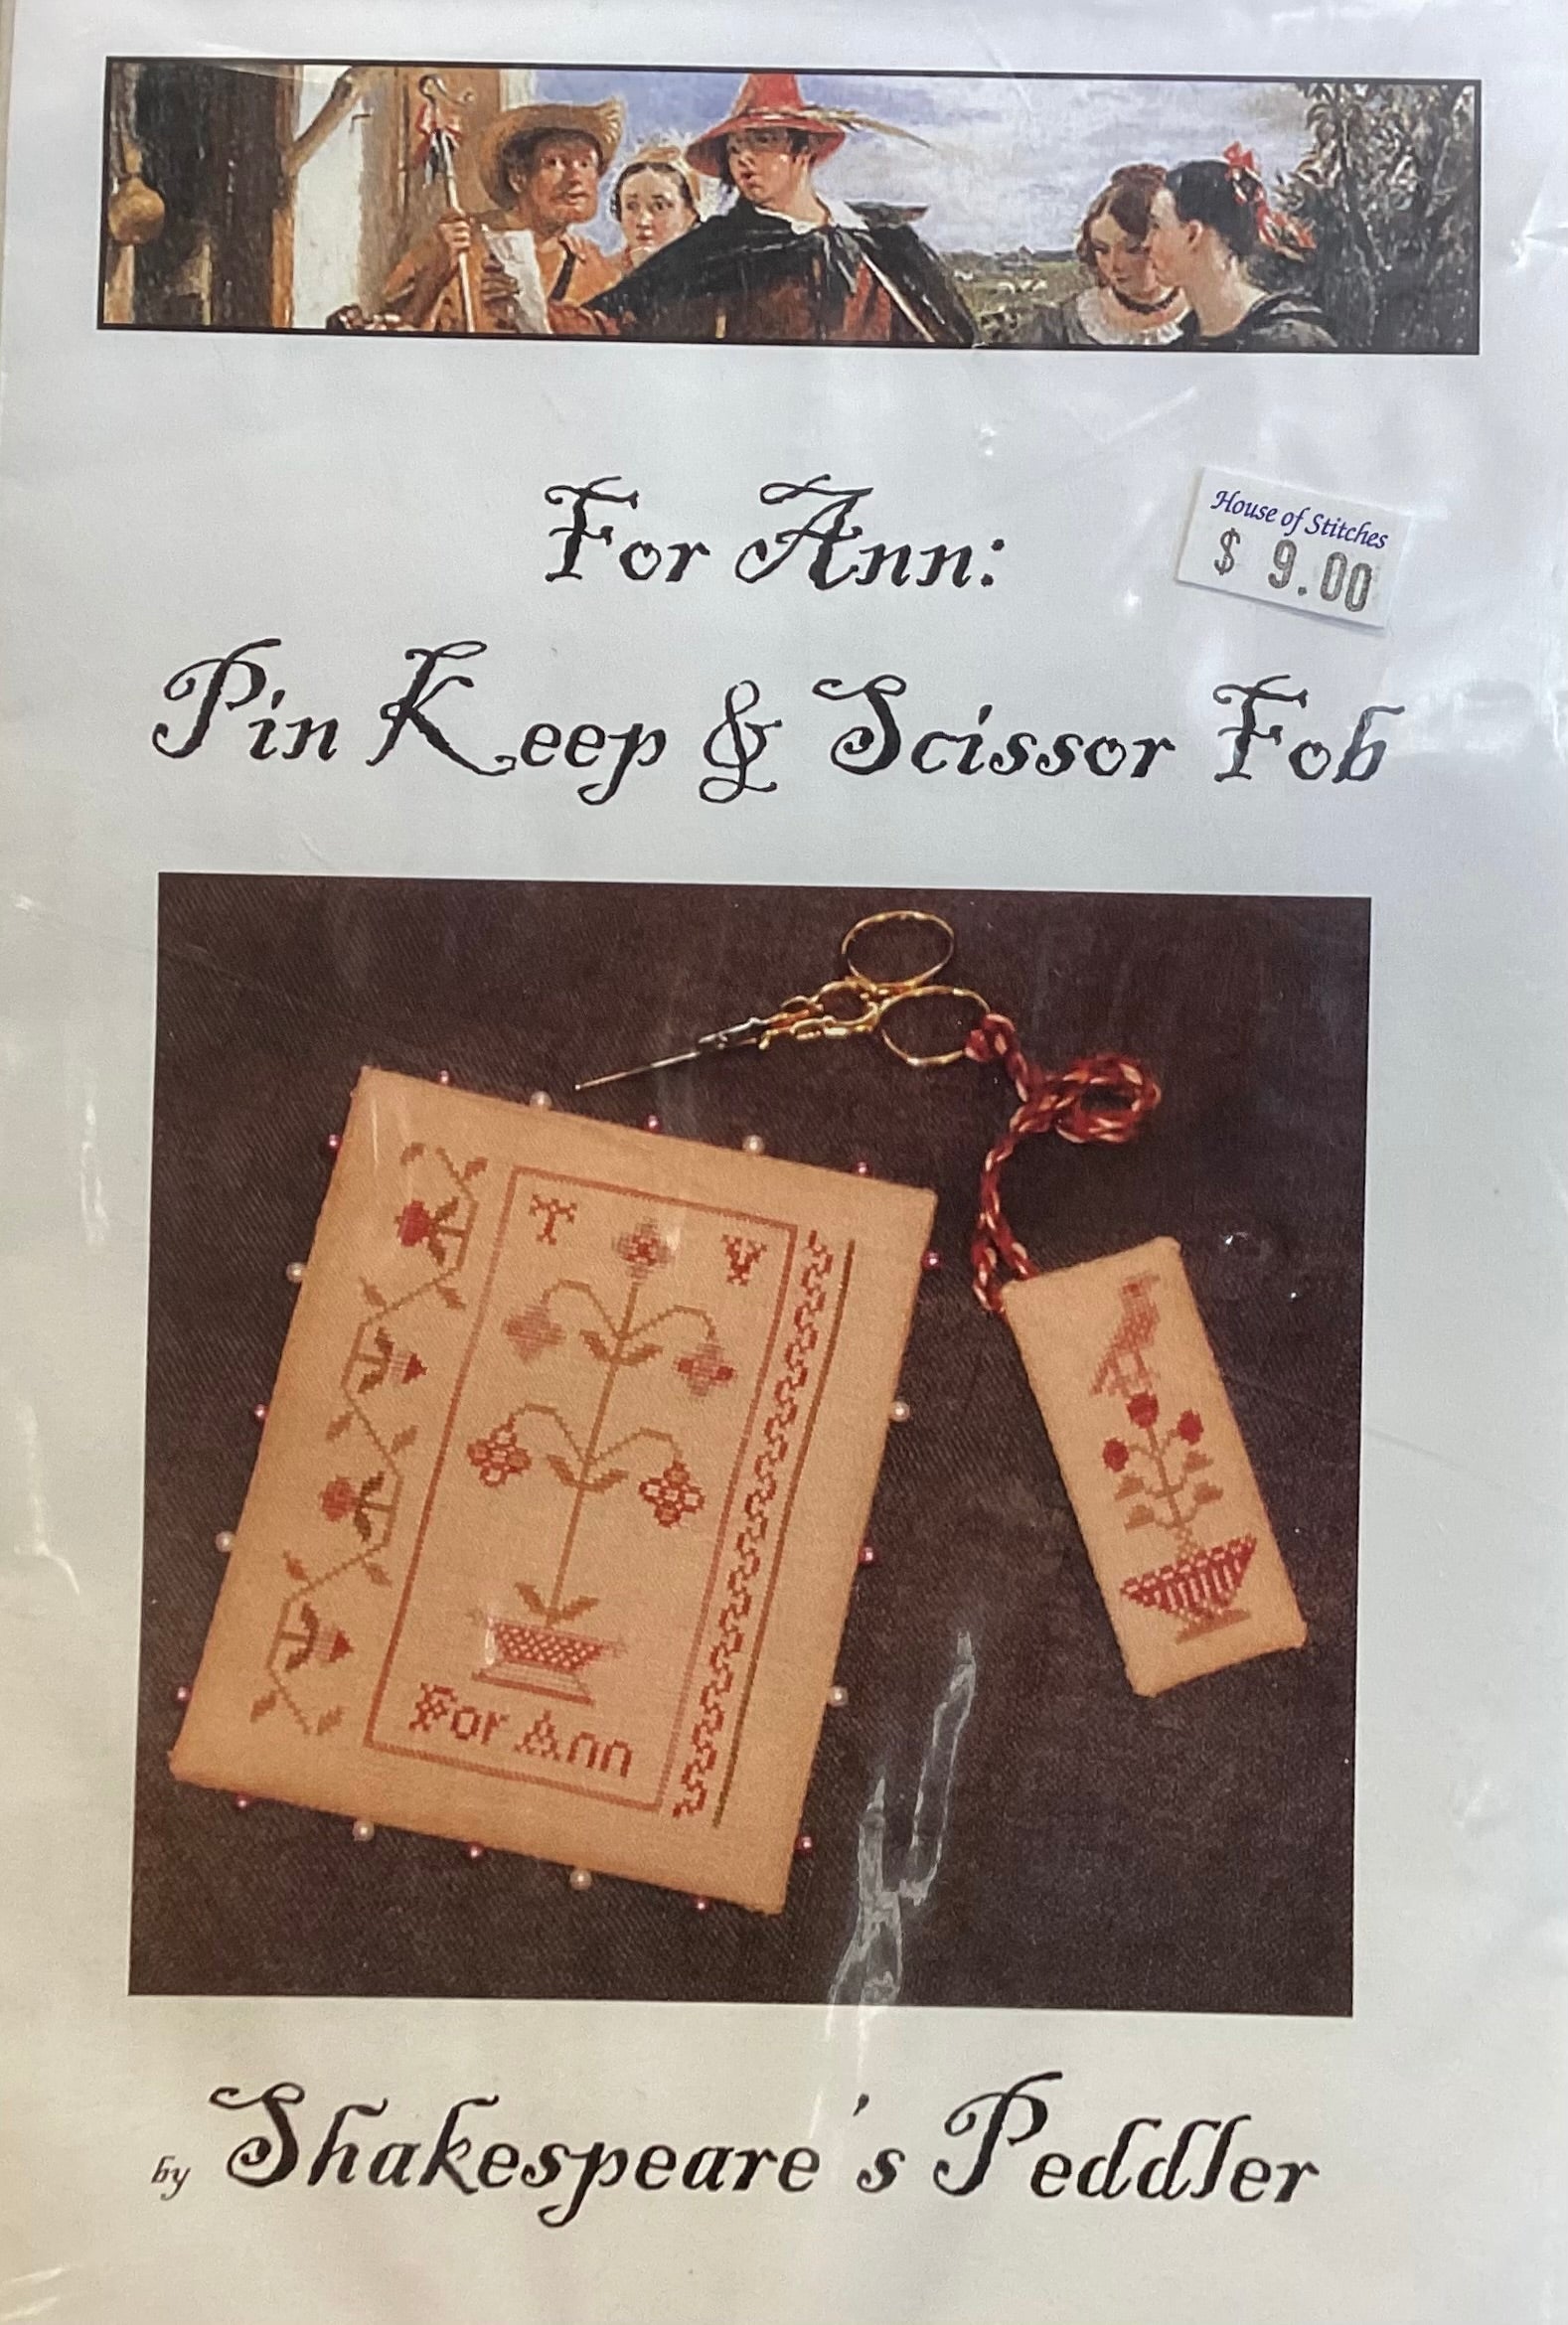 For Ann:
House of Stitches
$ 9.00
Pin Keep & Scissor Fob
T V
For Ann
by Shakespeare's Peddler